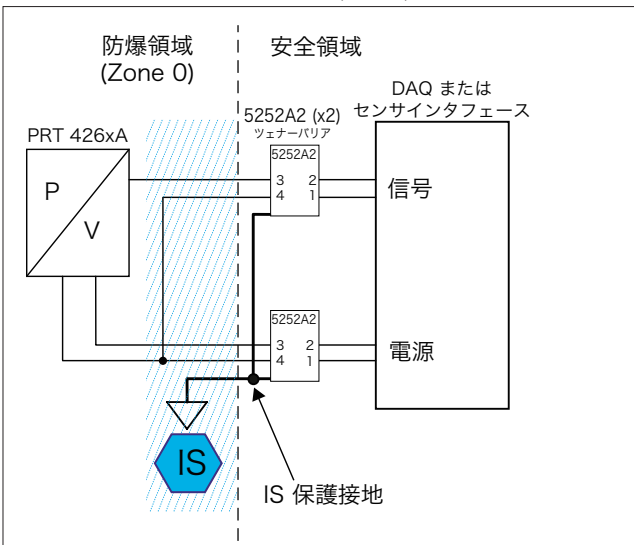 防爆領域
(Zone 0)
安全領域
DAQ または
センサインタフェース
5252A2 (x2)
ツェナーバリア
PRT 426xA
5252A2
P
V
3 2
4 1
信号
5252A2
3 2
4 1
電源
IS
IS 保護接地